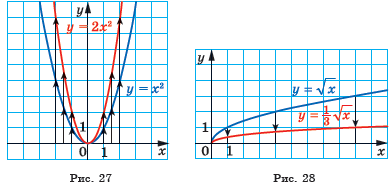 y
y = 2x²
y = x²
1
0
1
x
Рис. 27
y
y = √x
y = 1/3 √x
1
0
1
x
Рис. 28